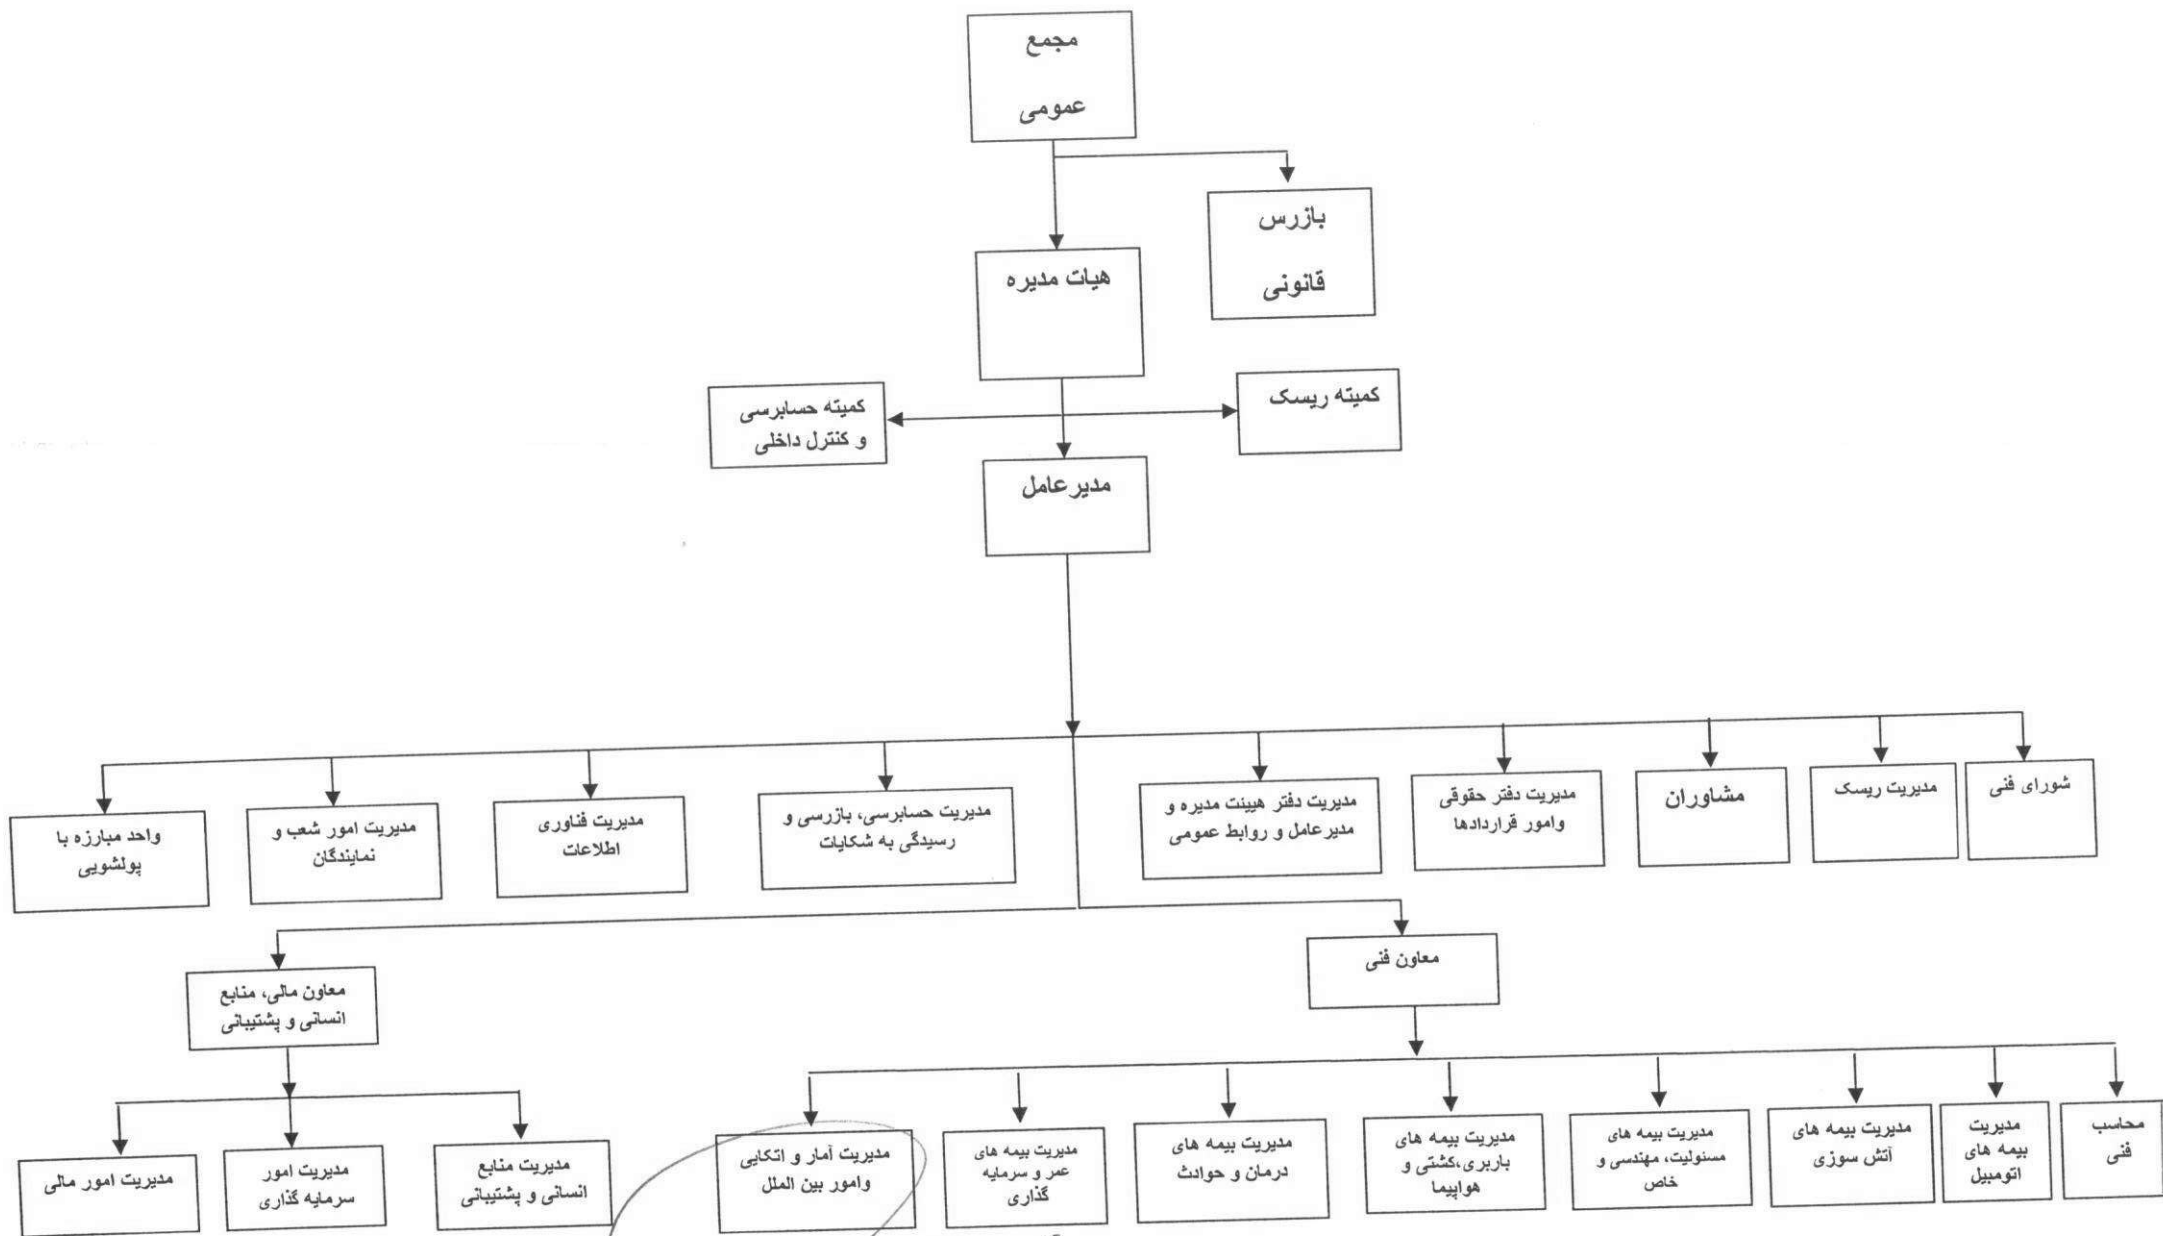 مجمع
عمومی
بازرس
قانونی
هیات مدیره
کمیته ریسک
کمیته حسابرسی
و کنترل داخلی
مدیرعامل
شورای فنی
مدیریت ریسک
مشاوران
مدیریت دفتر حقوقی
وامور قراردادها
مدیریت دفتر هیینت مدیره و
مدیرعامل و روابط عمومی
مدیریت حسابرسی، بازرسی و
رسیدگی به شکایات
مدیریت فناوری
اطلاعات
مدیریت امور شعب و
نمایندگان
واحد مبارزه با
پولشویی
معاون فنی
معاون مالی، منابع
انسانی و پشتیبانی
محاسب
فنی
مدیریت
بیمه های
اتومبیل
مدیریت بیمه های
آتش سوزی
مدیریت بیمه های
مسئولیت، مهندسی و
خاص
مدیریت بیمه های
باربری،کشتی و
هواپیما
مدیریت بیمه های
درمان و حوادث
مدیریت بیمه های
عمر و سرمایه
گذاری
مدیریت آمار و اتکایی
وامور بین الملل
مدیریت منابع
انسانی و پشتیبانی
مدیریت امور
سرمایه گذاری
مدیریت امور مالی